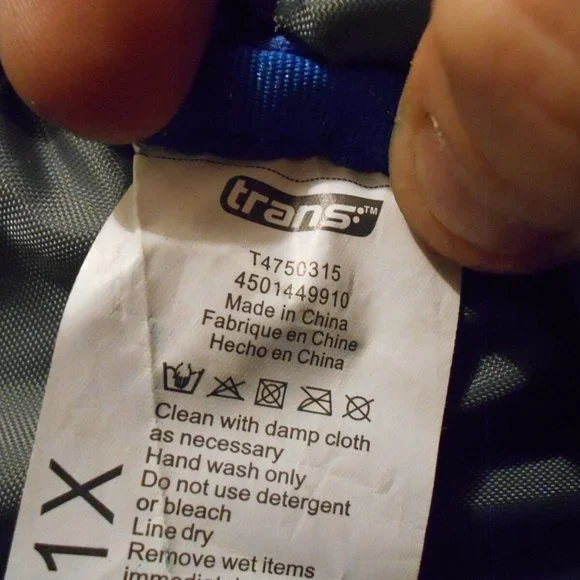 trans:™
T4750315
4501449910
Made in China
Fabrique en Chine
Hecho en China
Clean with damp cloth
as necessary
Hand wash only
Do not use detergent
or bleach
Line dry
Remove wet items
1X